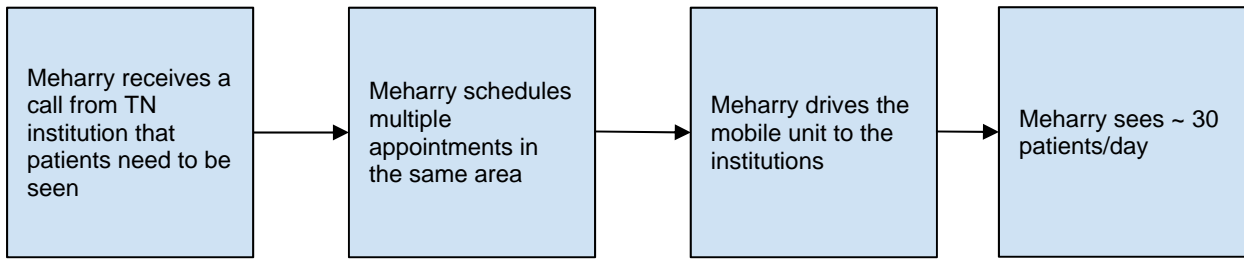 Meharry receives a
call from TN
institution that
patients need to be
seen
Meharry schedules
multiple
appointments in
the same area
Meharry drives the
mobile unit to the
institutions
Meharry sees ~ 30
patients/day